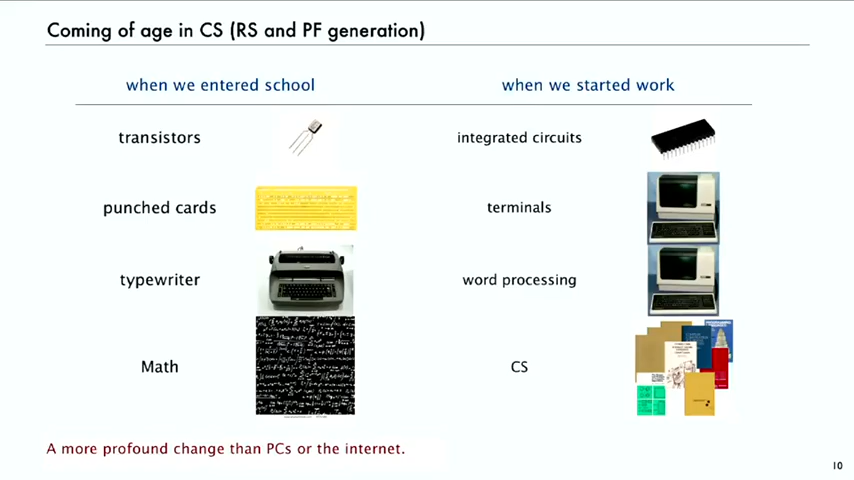 Coming of age in CS (RS and PF generation)
when we entered school
when we started work
transistors
integrated circuits
punched cards
terminals
typewriter
word processing
Math
CS
A more profound change than PCs or the internet.
10